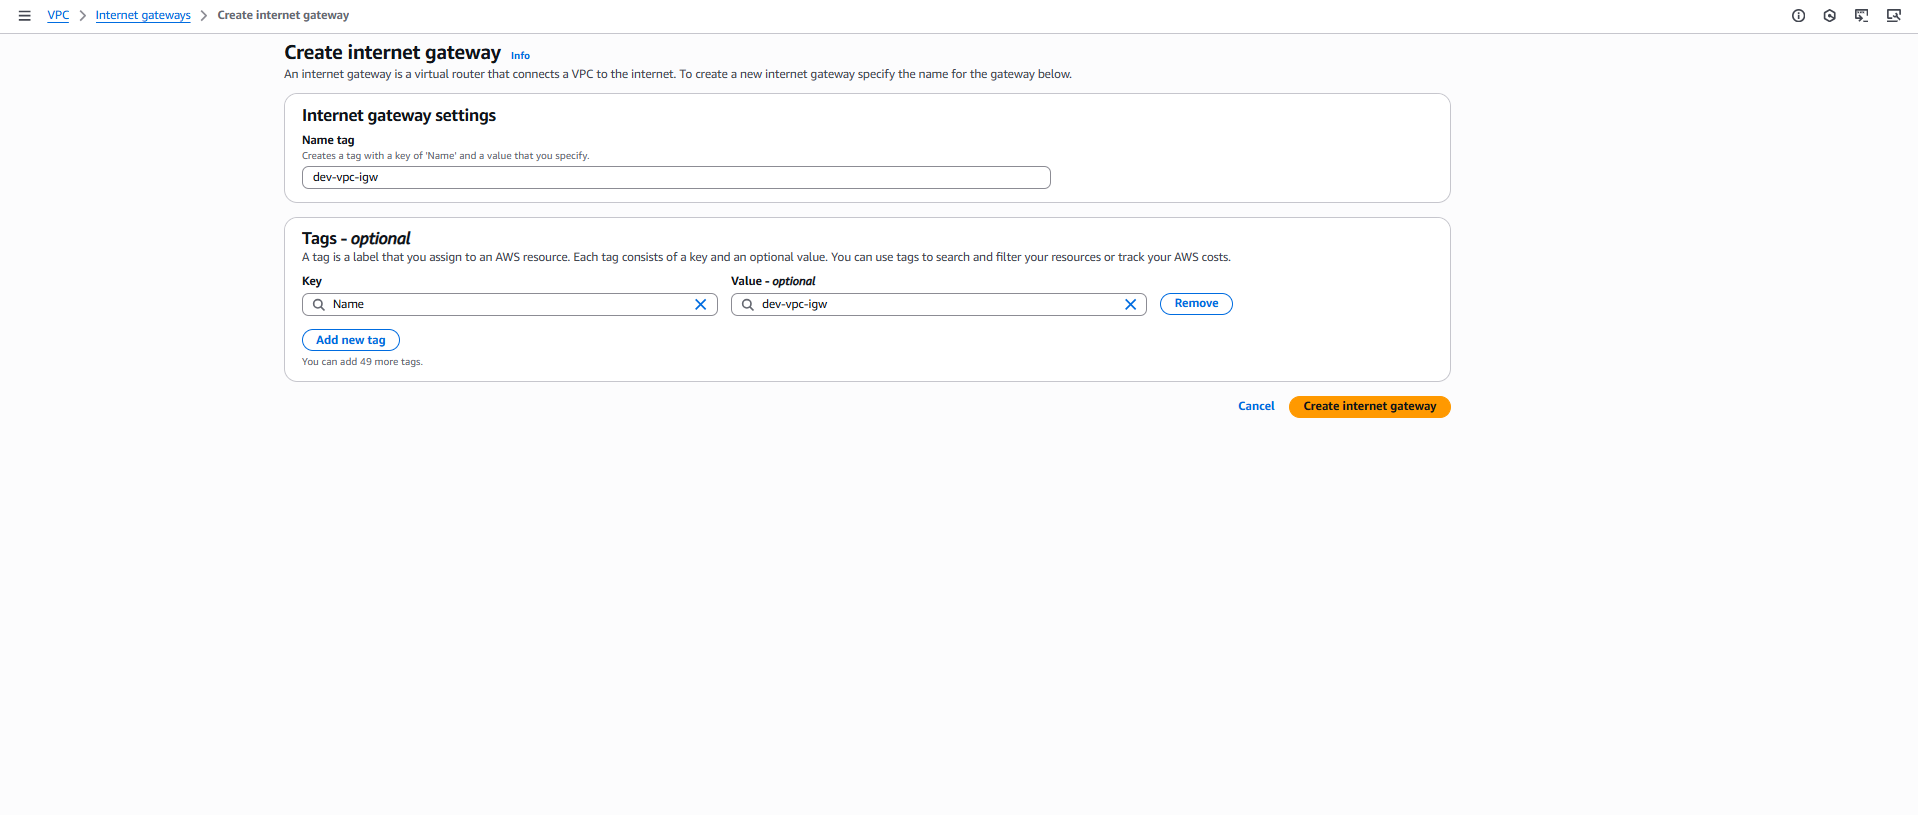 VPC > Internet gateways > Create internet gateway
Create internet gateway Info
An internet gateway is a virtual router that connects a VPC to the internet. To create a new internet gateway specify the name for the gateway below.
Internet gateway settings
Name tag
Creates a tag with a key of 'Name' and a value that you specify.
dev-vpc-igw
Tags - optional
A tag is a label that you assign to an AWS resource. Each tag consists of a key and an optional value. You can use tags to search and filter your resources or track your AWS costs.
Key Value - optional
Name dev-vpc-igw Remove
Add new tag
You can add 49 more tags.
Cancel Create internet gateway